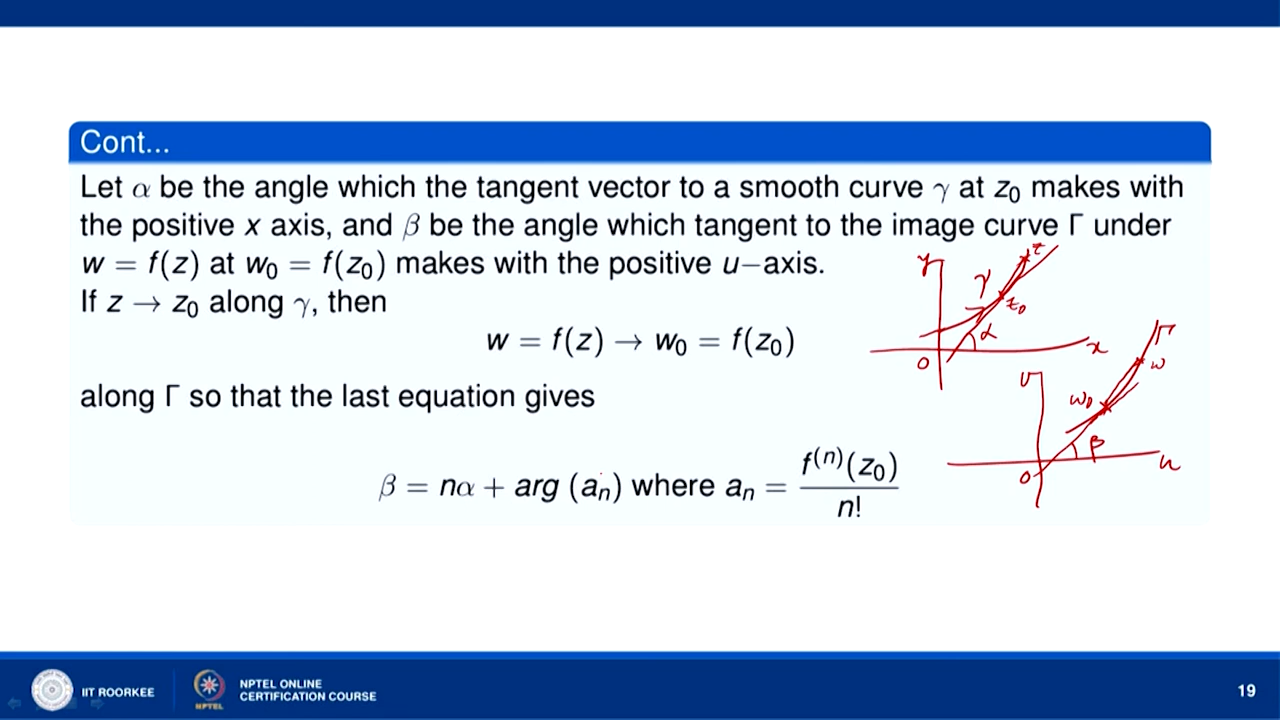 Cont...
Let α be the angle which the tangent vector to a smooth curve γ at z₀ makes with
the positive x axis, and β be the angle which tangent to the image curve Γ under
w = f(z) at w₀ = f(z₀) makes with the positive u−axis.
If z → z₀ along γ, then
w = f(z) → w₀ = f(z₀)
along Γ so that the last equation gives
β = nα + arg (aₙ) where aₙ = f⁽ⁿ⁾(z₀) / n!
y
γ
z
z₀
α
0
x
Γ
v
w₀
w
β
0
u
IIT ROORKEE
NPTEL
NPTEL ONLINE
CERTIFICATION COURSE
19